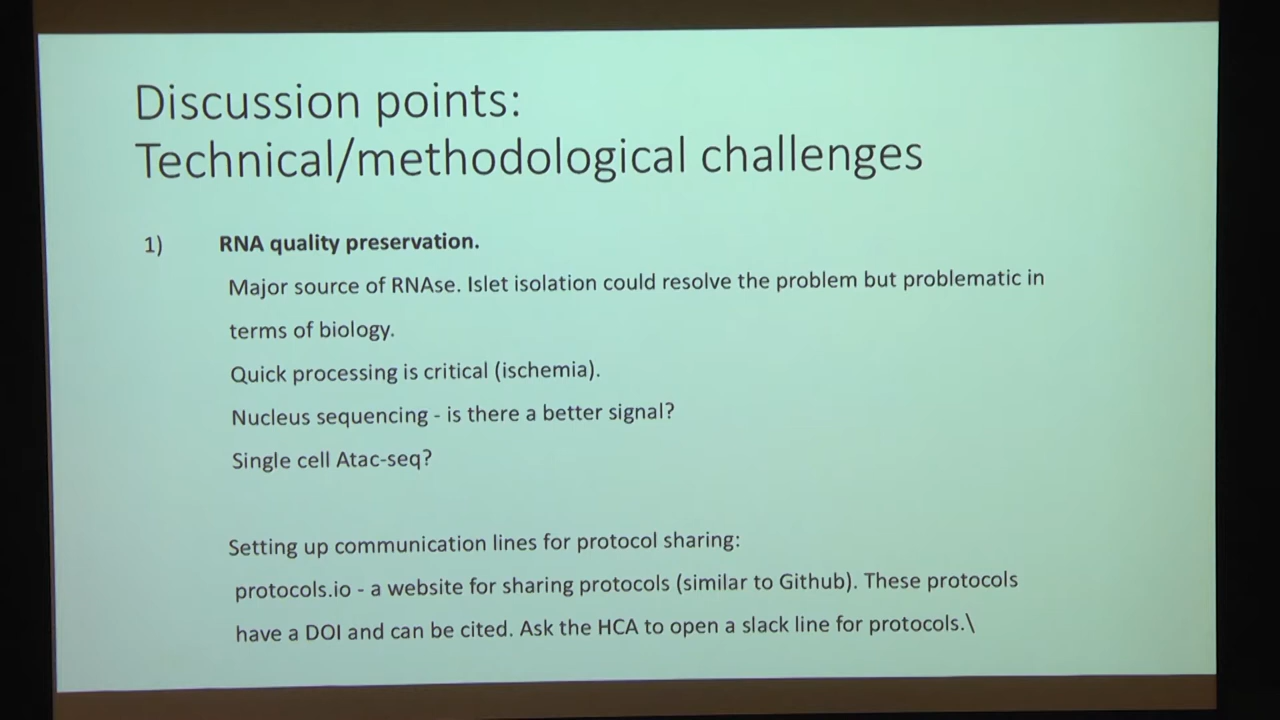 Discussion points:
Technical/methodological challenges
1) RNA quality preservation.
Major source of RNAse. Islet isolation could resolve the problem but problematic in
terms of biology.
Quick processing is critical (ischemia).
Nucleus sequencing - is there a better signal?
Single cell Atac-seq?
Setting up communication lines for protocol sharing:
protocols.io - a website for sharing protocols (similar to Github). These protocols
have a DOI and can be cited. Ask the HCA to open a slack line for protocols.\